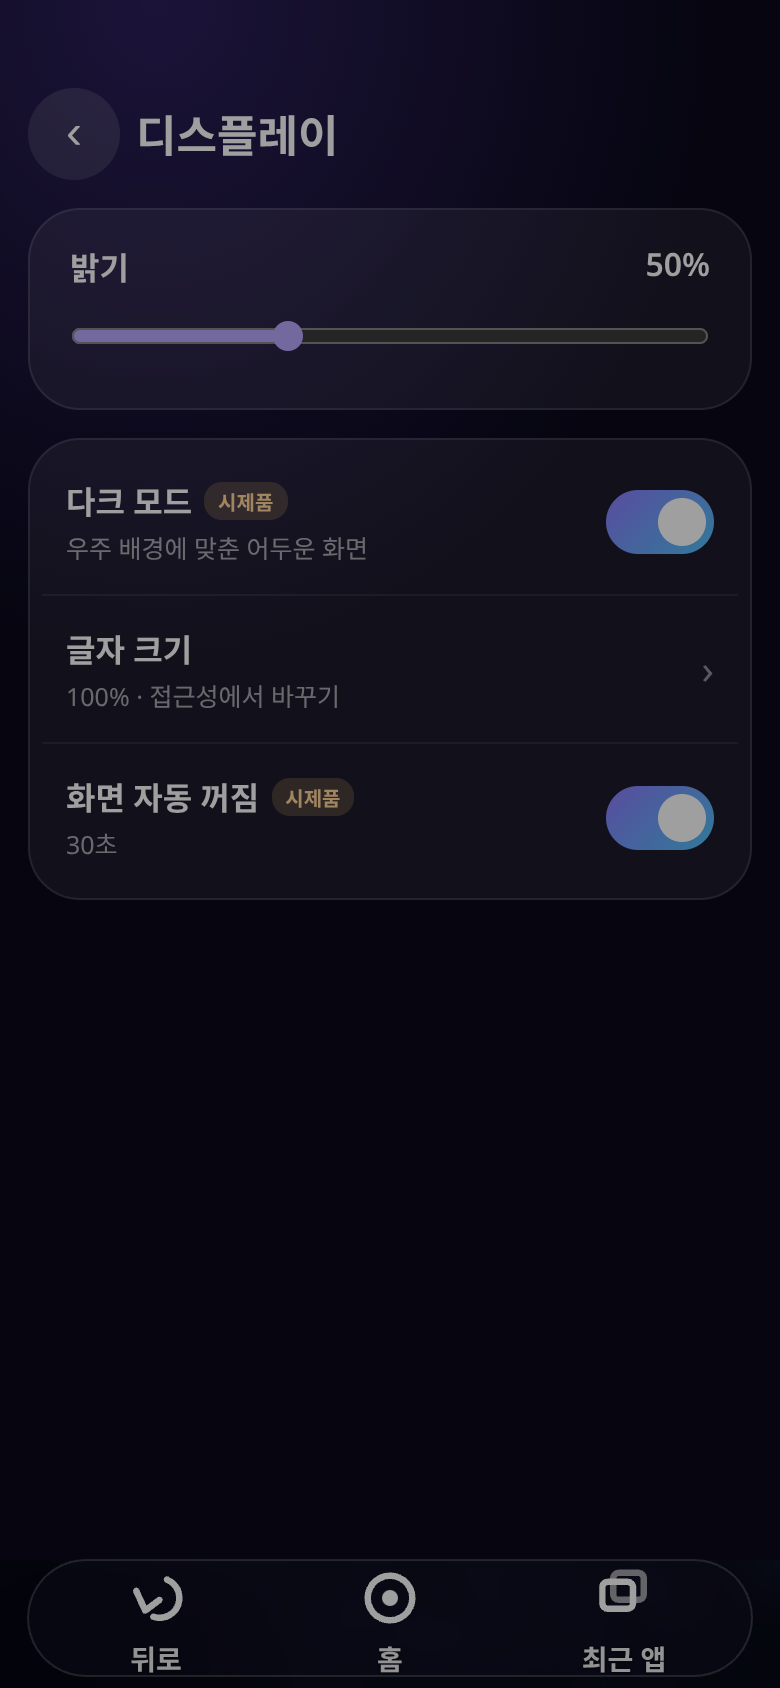 디스플레이
밝기 50%
다크 모드 시제품
우주 배경에 맞춘 어두운 화면
글자 크기
100% · 접근성에서 바꾸기
화면 자동 꺼짐 시제품
30초
뒤로 홈 최근 앱